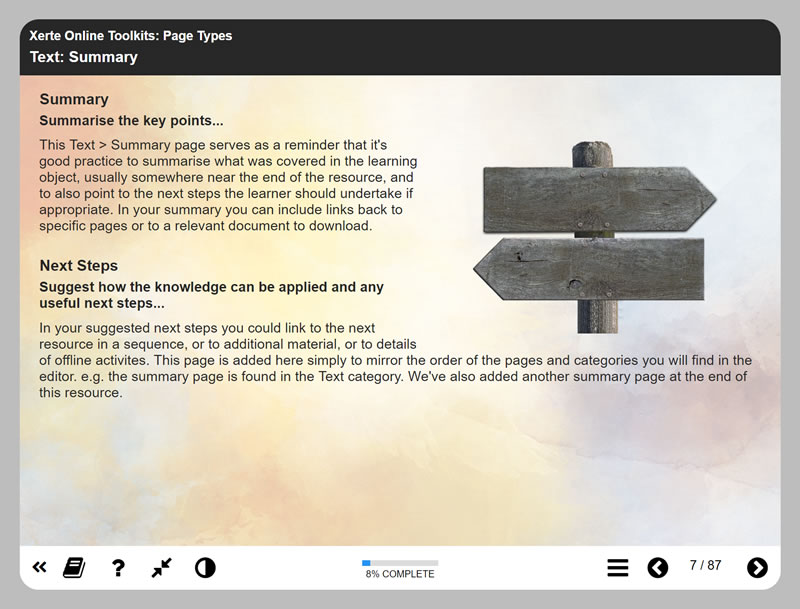 Xerte Online Toolkits: Page Types
Text: Summary
Summary
Summarise the key points...
This Text > Summary page serves as a reminder that it's
good practice to summarise what was covered in the learning
object, usually somewhere near the end of the resource, and
to also point to the next steps the learner should undertake if
appropriate. In your summary you can include links back to
specific pages or to a relevant document to download.
Next Steps
Suggest how the knowledge can be applied and any
useful next steps...
In your suggested next steps you could link to the next
resource in a sequence, or to additional material, or to details
of offline activites. This page is added here simply to mirror the order of the pages and categories you will find in the
editor. e.g. the summary page is found in the Text category. We've also added another summary page at the end of
this resource.
?
8% COMPLETE
7 / 87